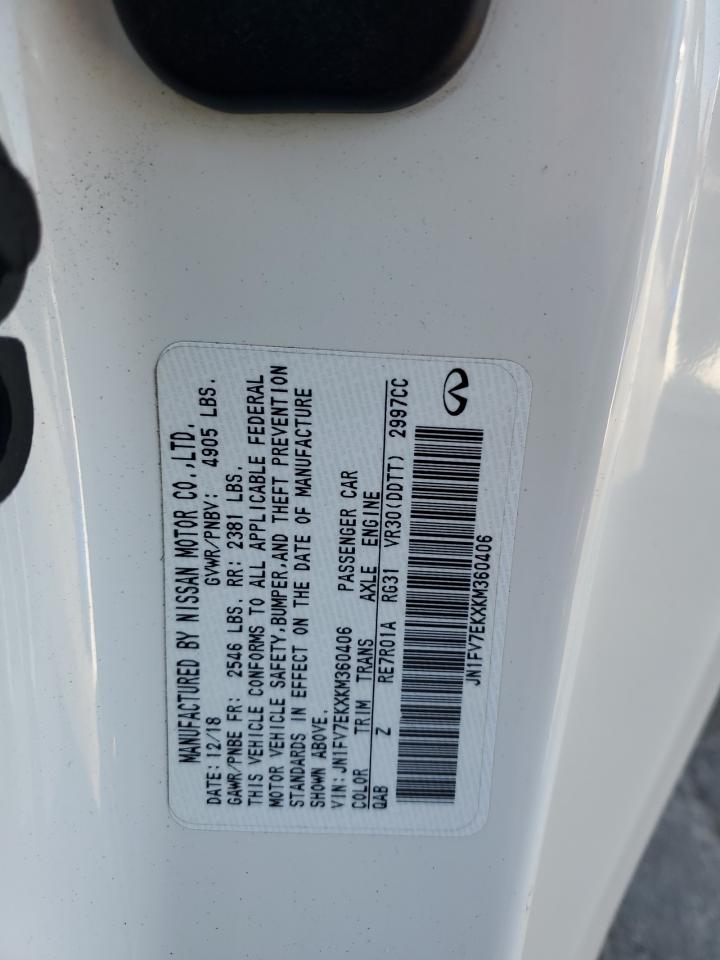 MANUFACTURED BY NISSAN MOTOR CO.,LTD.
DATE: 12/18 GVWR/PNBV: 4905 LBS.
GAWR/PNBE FR: 2546 LBS. RR: 2381 LBS.
THIS VEHICLE CONFORMS TO ALL APPLICABLE FEDERAL
MOTOR VEHICLE SAFETY,BUMPER,AND THEFT PREVENTION
STANDARDS IN EFFECT ON THE DATE OF MANUFACTURE
SHOWN ABOVE.
VIN:JN1FV7EKXKM360406 PASSENGER CAR
COLOR TRIM TRANS AXLE ENGINE
QAB Z RE7R01A RG31 VR30(DDTT) 2997CC
JN1FV7EKXKM360406